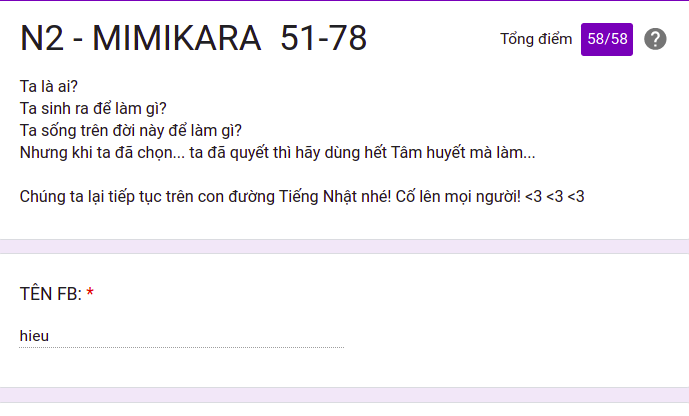 N2 - MIMIKARA  51-78
Tổng điểm 58/58
Ta là ai?
Ta sinh ra để làm gì?
Ta sống trên đời này để làm gì?
Nhưng khi ta đã chọn... ta đã quyết thì hãy dùng hết Tâm huyết mà làm...
Chúng ta lại tiếp tục trên con đường Tiếng Nhật nhé! Cố lên mọi người! <3 <3 <3
TÊN FB: *
hieu